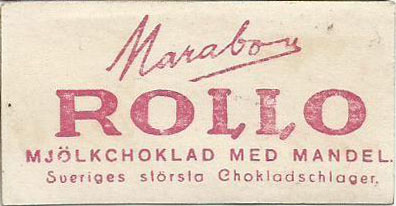 Marabou
ROLLO
MJÖLKCHOKLAD MED MANDEL.
Sveriges största Chokladschlager.